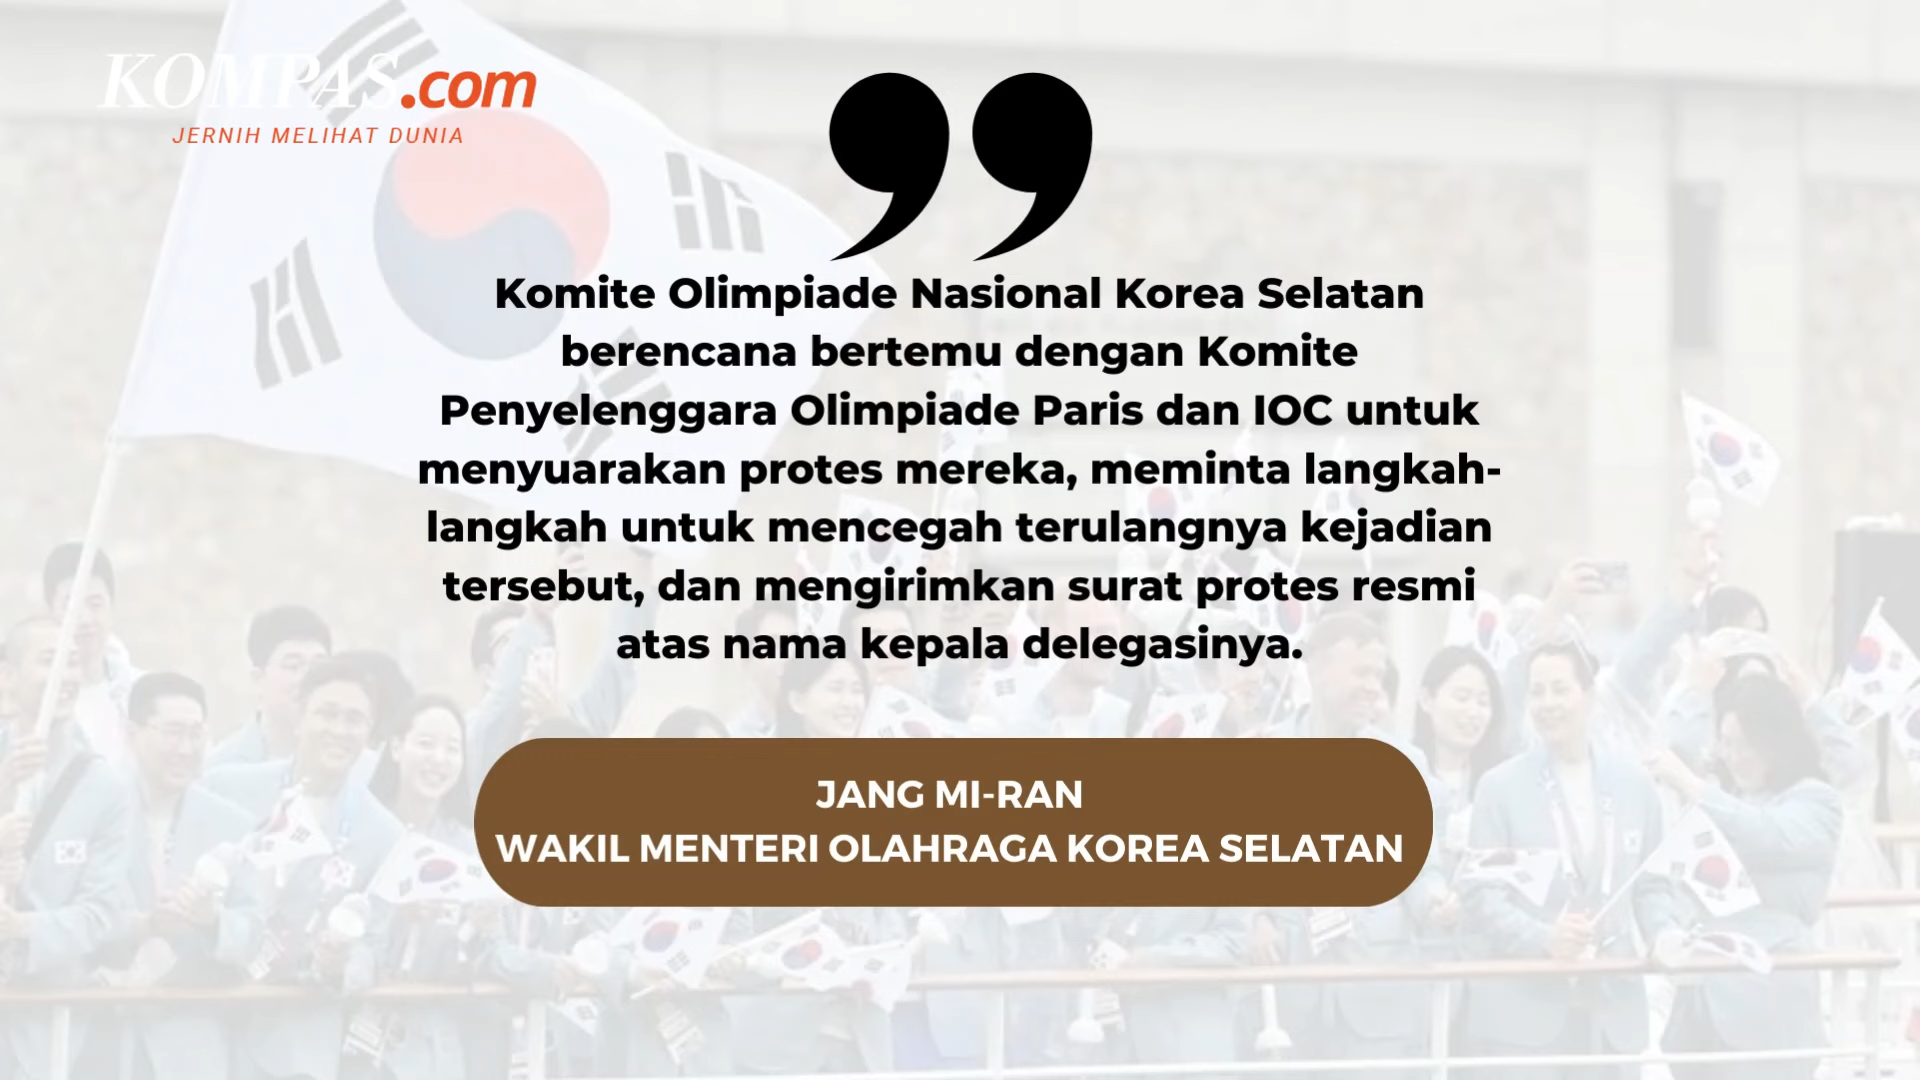 KOMPAS.com
JERNIH MELIHAT DUNIA
Komite Olimpiade Nasional Korea Selatan
berencana bertemu dengan Komite
Penyelenggara Olimpiade Paris dan IOC untuk
menyuarakan protes mereka, meminta langkah-
langkah untuk mencegah terulangnya kejadian
tersebut, dan mengirimkan surat protes resmi
atas nama kepala delegasinya.
JANG MI-RAN
WAKIL MENTERI OLAHRAGA KOREA SELATAN